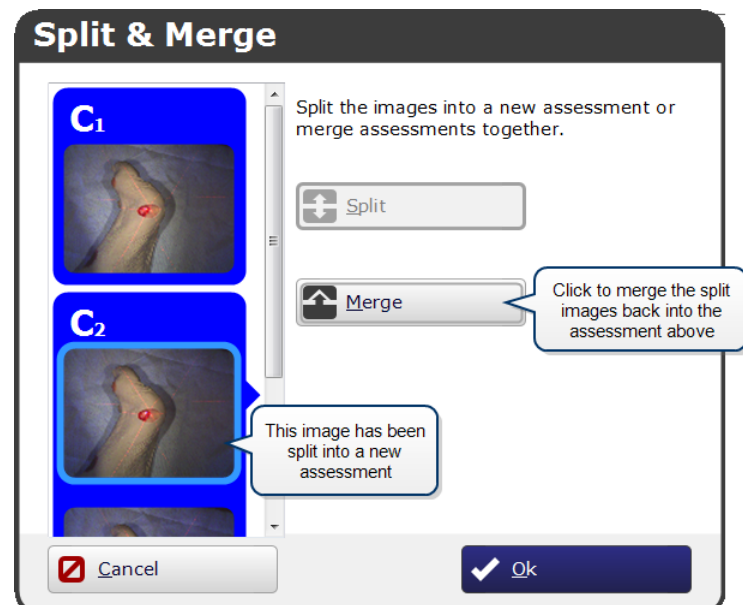 Split & Merge
C1
Split the images into a new assessment or
merge assessments together.
Split
Merge
Click to merge the split
images back into the
assessment above
C2
This image has been
split into a new
assessment
Cancel
Ok